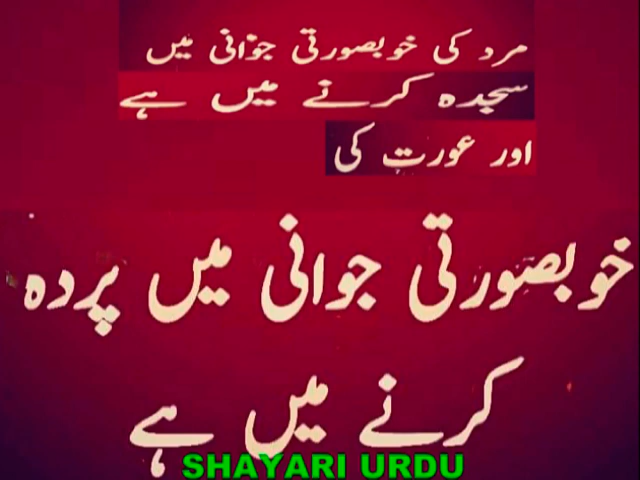 مرد کی خوبصورتی جوانی میں
سجدہ کرنے میں ہے
اور عورت کی
خوبصورتی جوانی میں پردہ
کرنے میں ہے
SHAYARI URDU